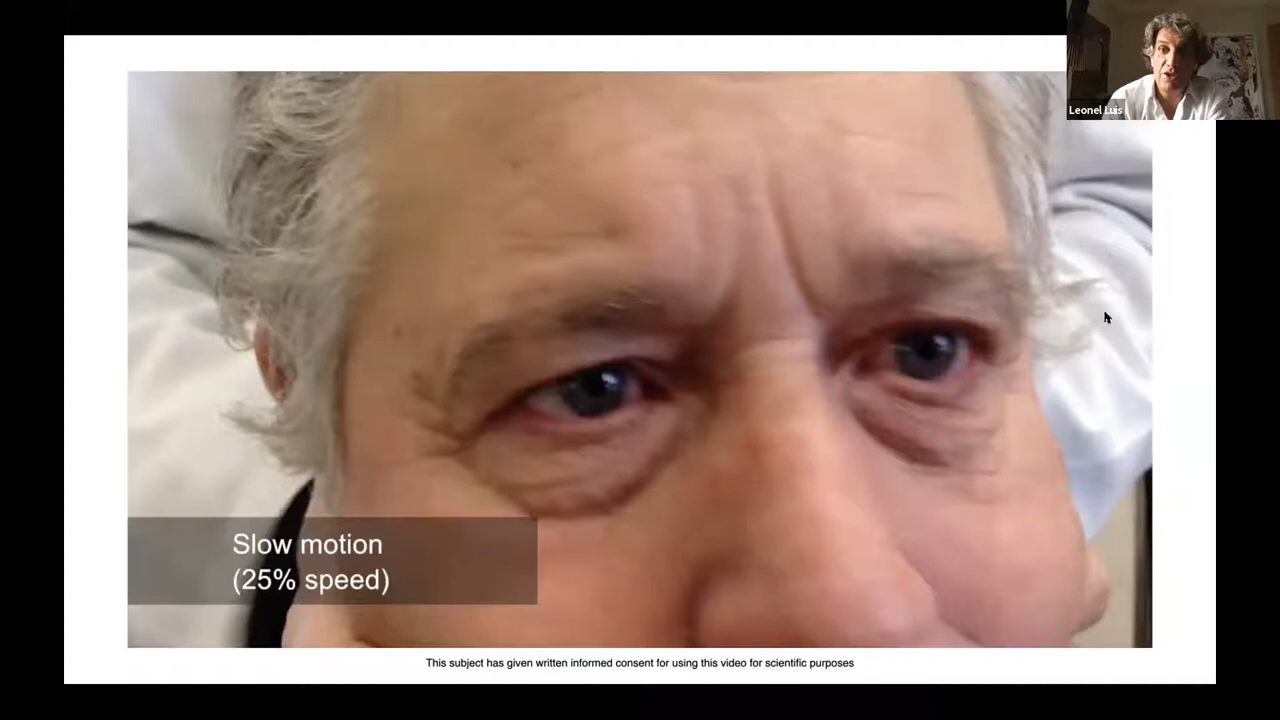 Leonel Luis
Slow motion
(25% speed)
This subject has given written informed consent for using this video for scientific purposes